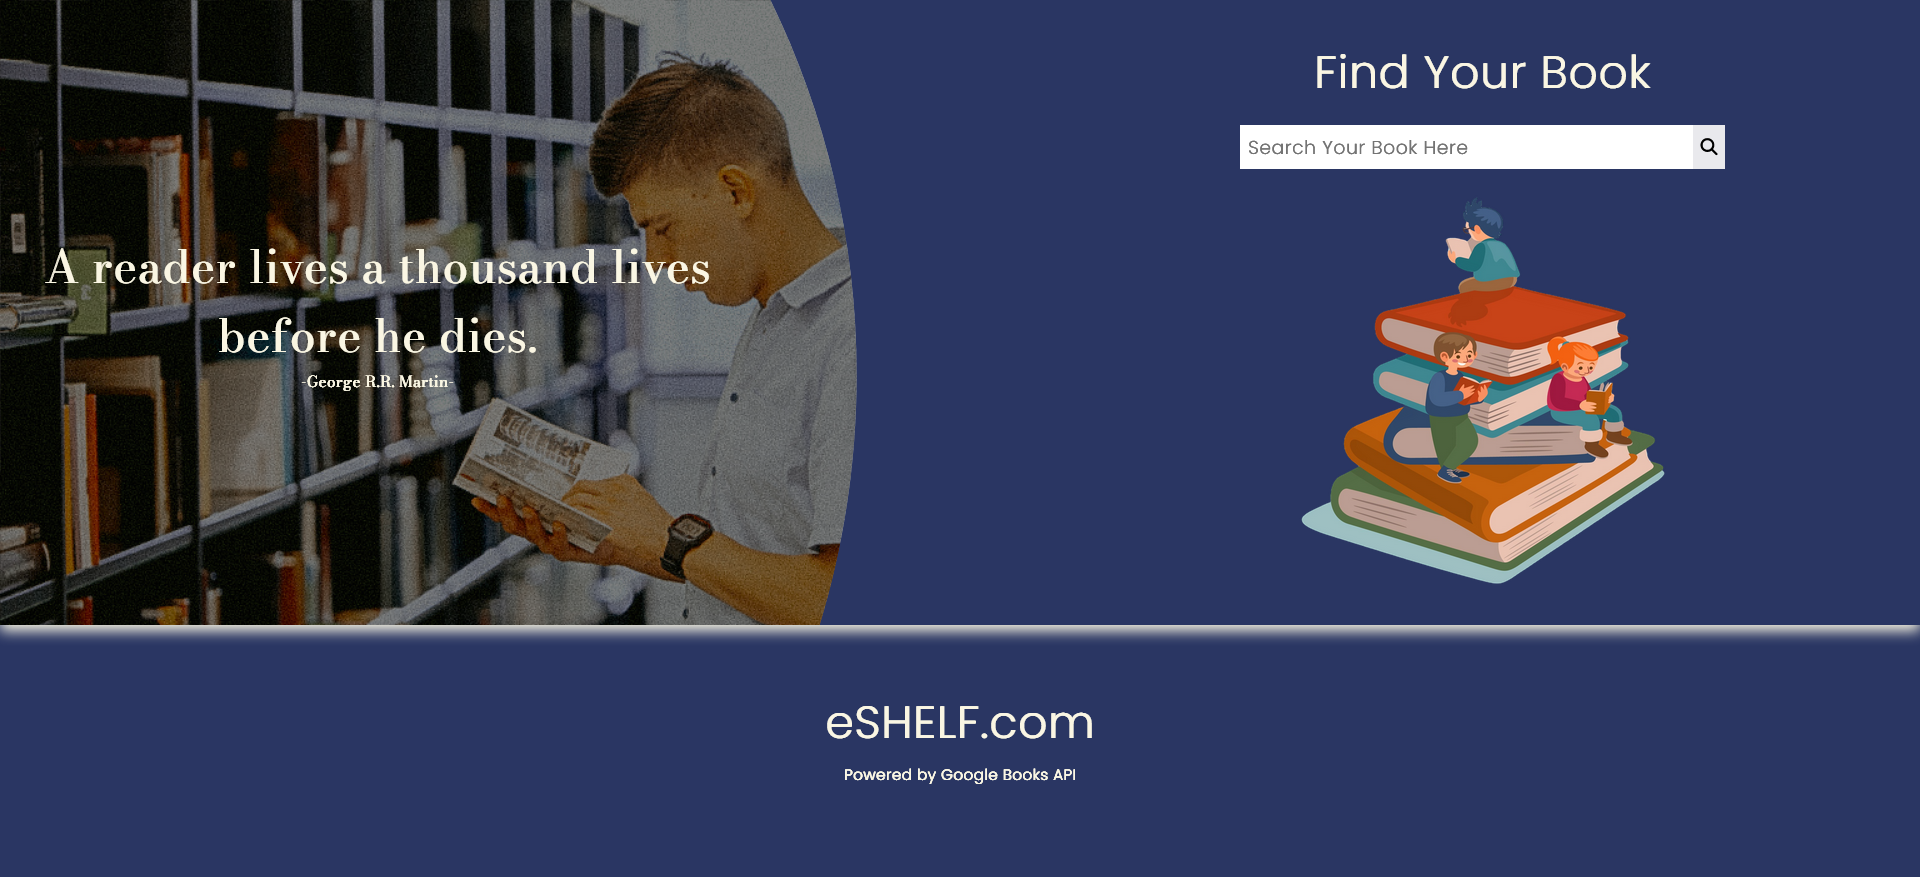 A reader lives a thousand lives
before he dies.
-George R.R. Martin-
Find Your Book
Search Your Book Here
eSHELF.com
Powered by Google Books API